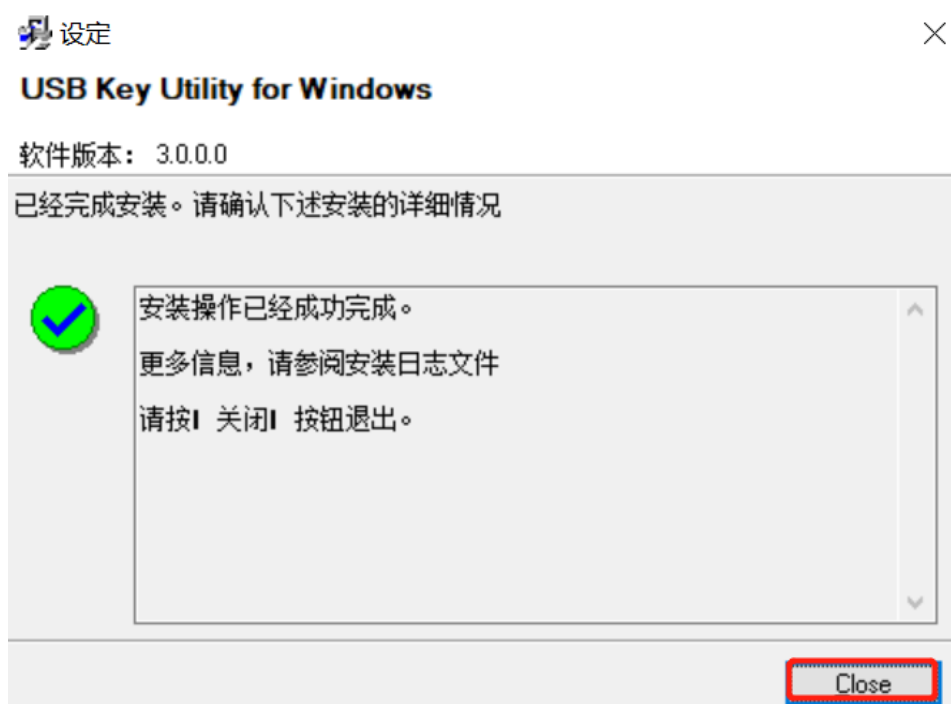 设定
USB Key Utility for Windows
软件版本： 3.0.0.0
已经完成安装。请确认下述安装的详细情况
安装操作已经成功完成。
更多信息，请参阅安装日志文件
请按I 关闭I 按钮退出。
Close